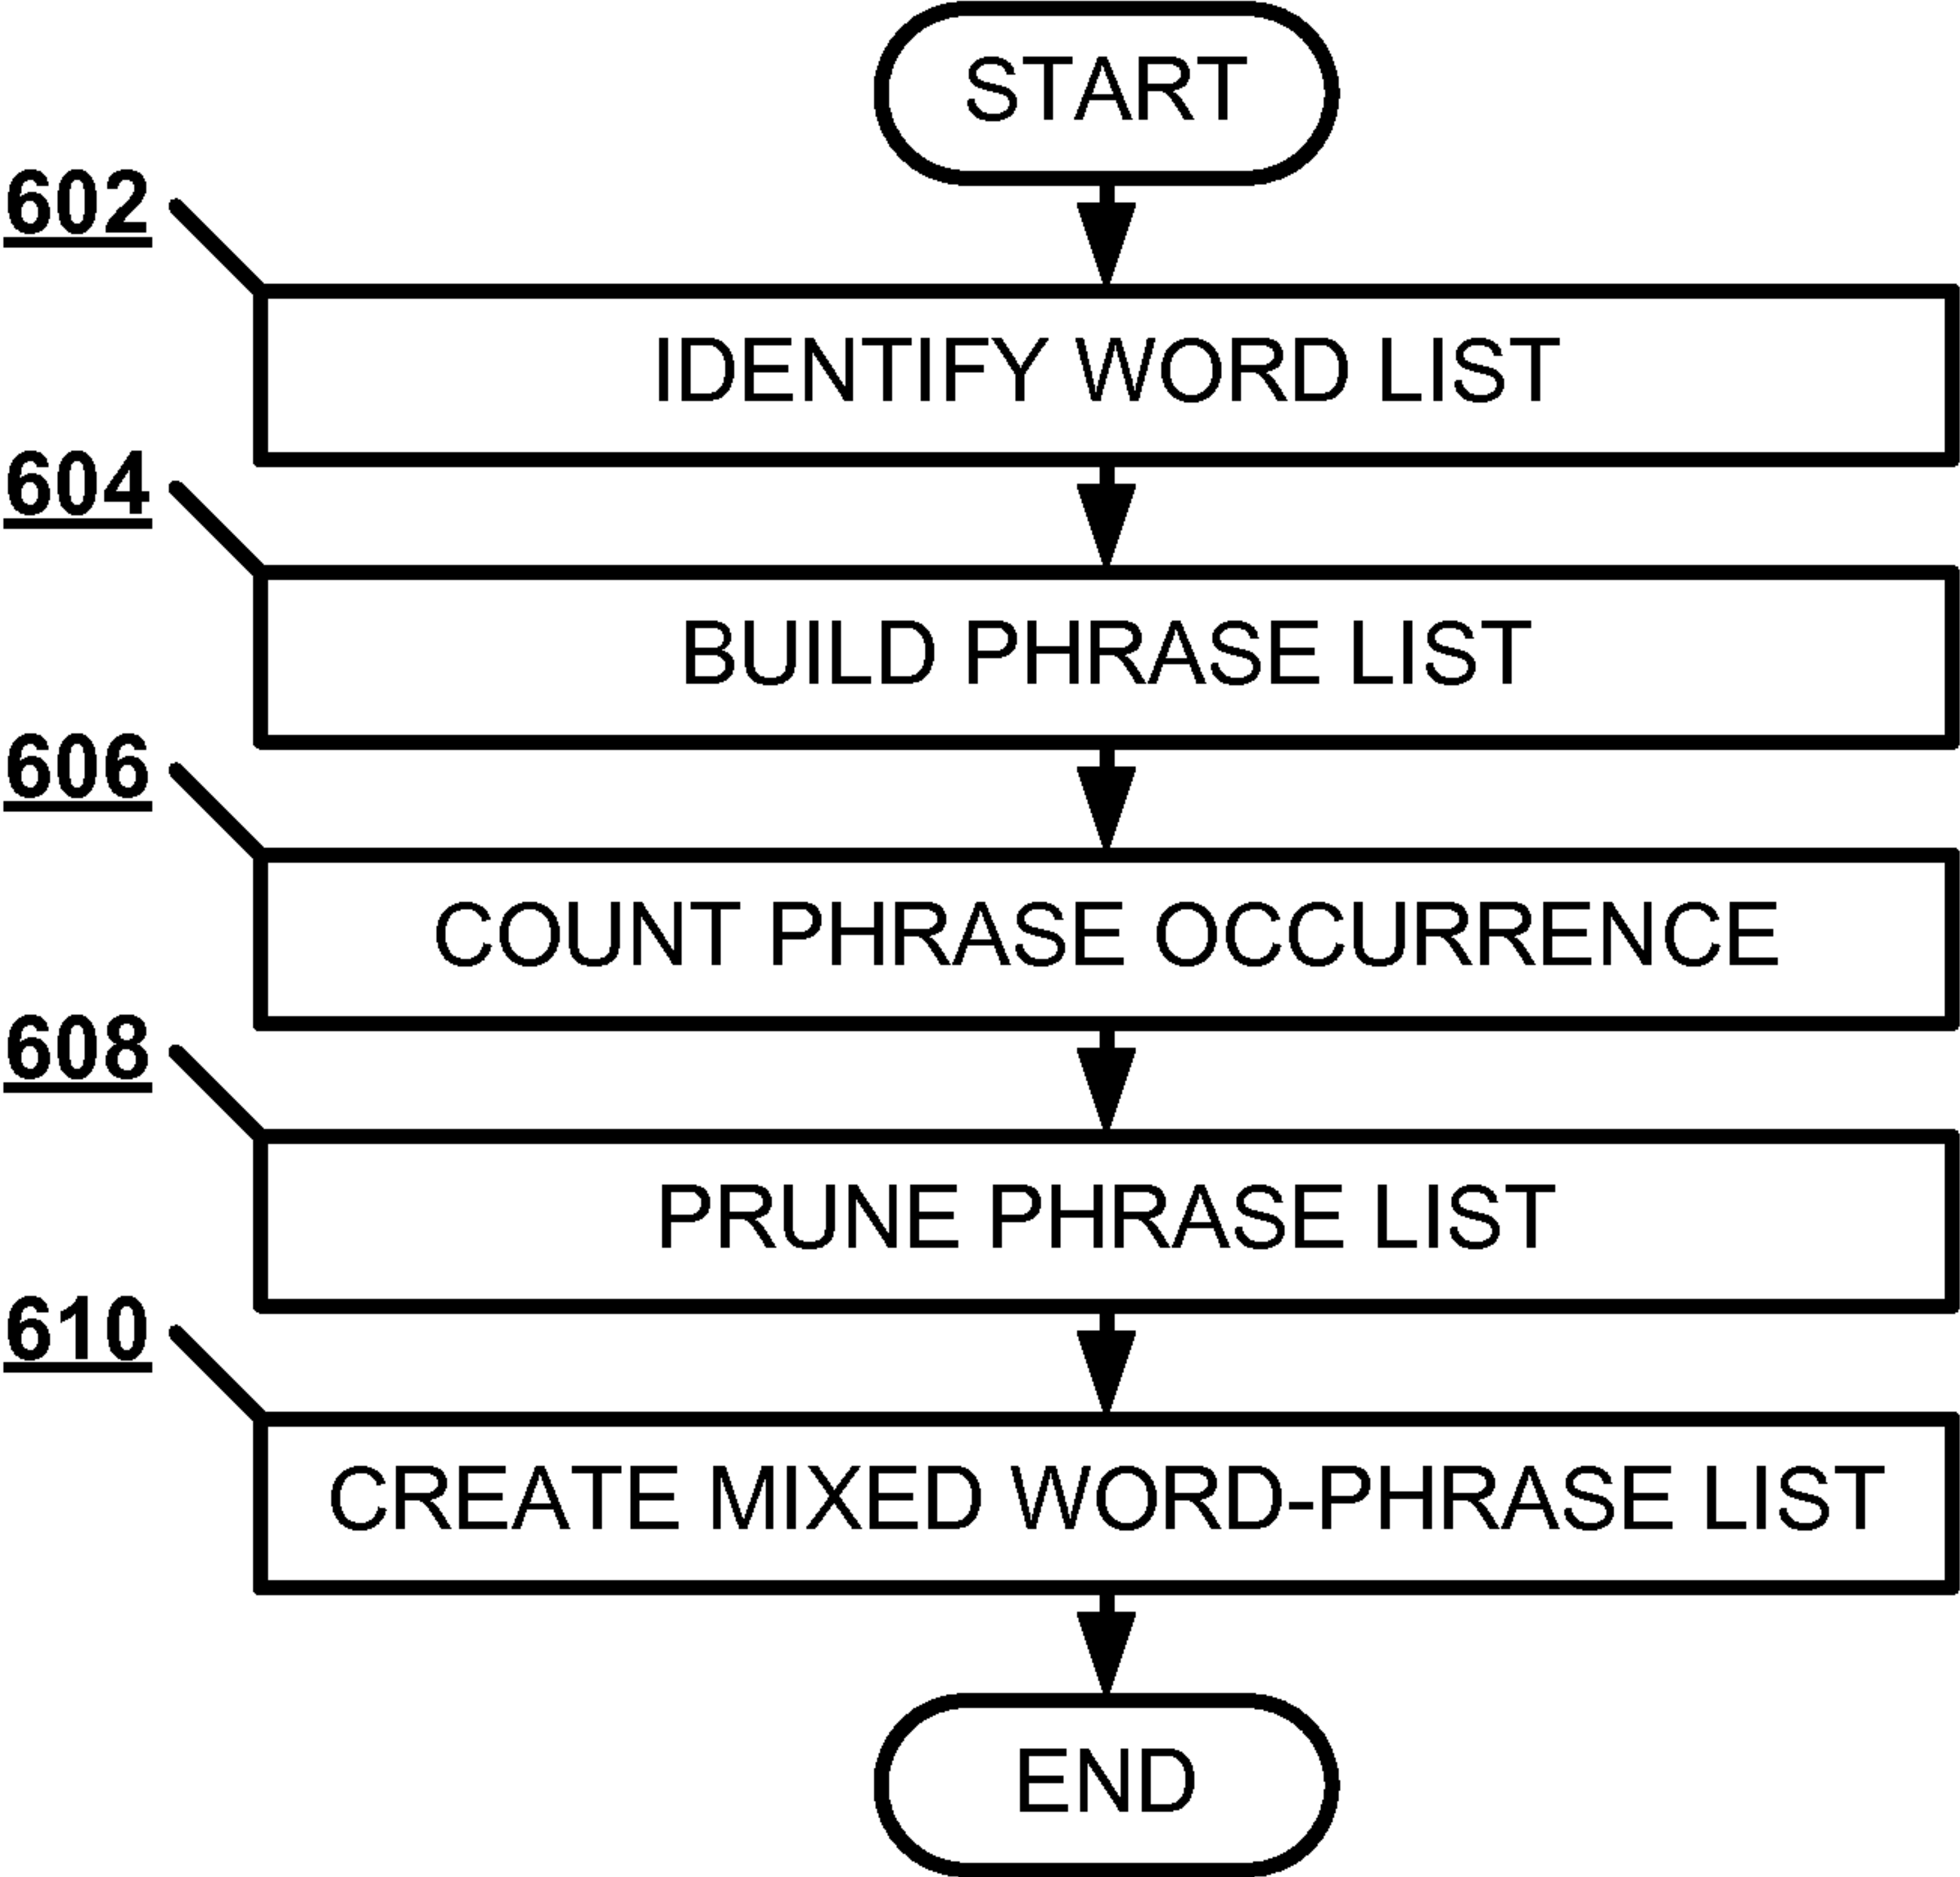 START
602
IDENTIFY WORD LIST
604
BUILD PHRASE LIST
606
COUNT PHRASE OCCURRENCE
608
PRUNE PHRASE LIST
610
CREATE MIXED WORD-PHRASE LIST
END